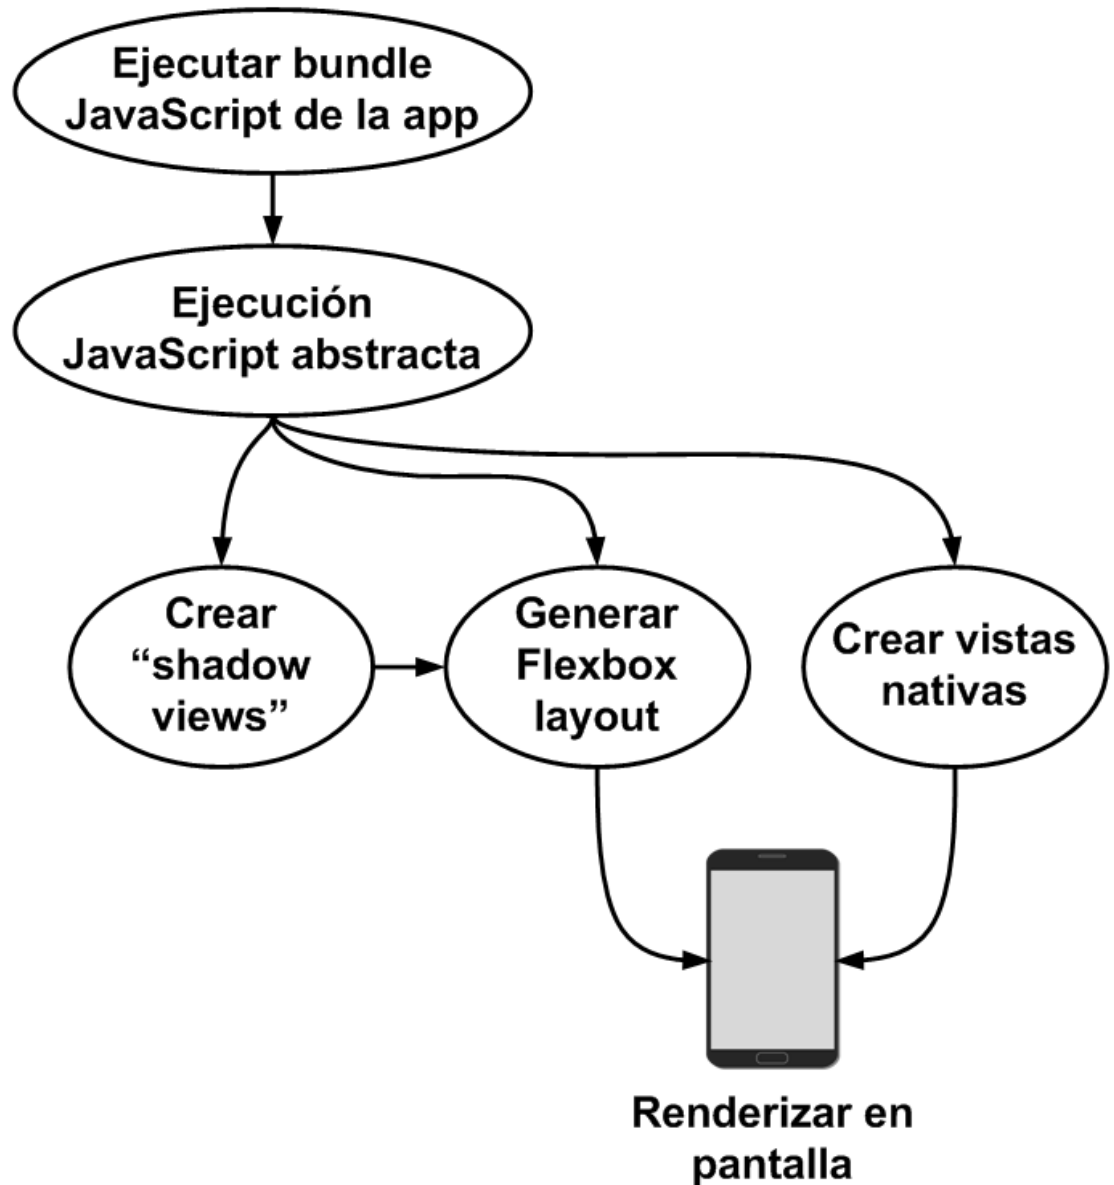 Ejecutar bundle
JavaScript de la app
Ejecución
JavaScript abstracta
Crear
“shadow
views”
Generar
Flexbox
layout
Crear vistas
nativas
Renderizar en
pantalla